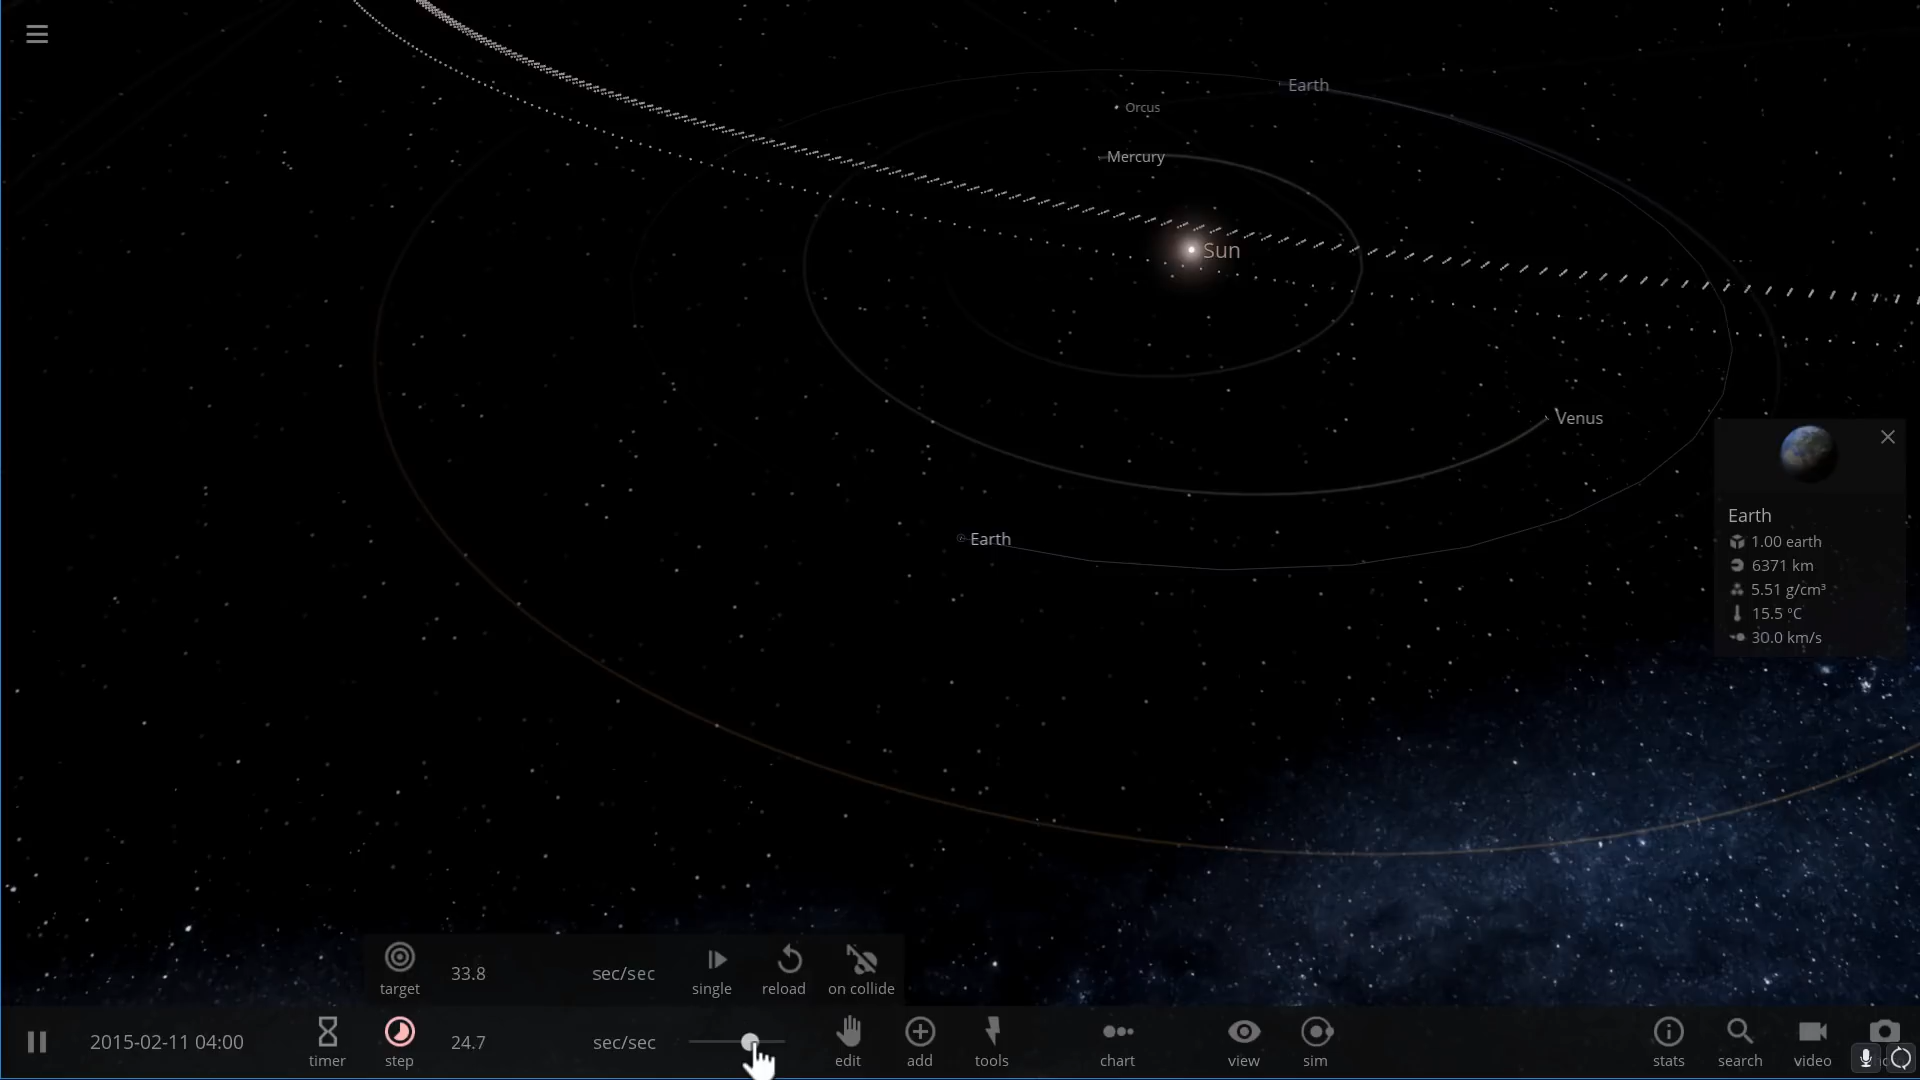 Earth
Orcus
Mercury
Sun
Venus
Earth
Earth
1.00 earth
6371 km
5.51 g/cm³
15.5 °C
30.0 km/s
target
33.8
sec/sec
single
reload
on collide
2015-02-11 04:00
timer
step
24.7
sec/sec
edit
add
tools
chart
view
sim
stats
search
video